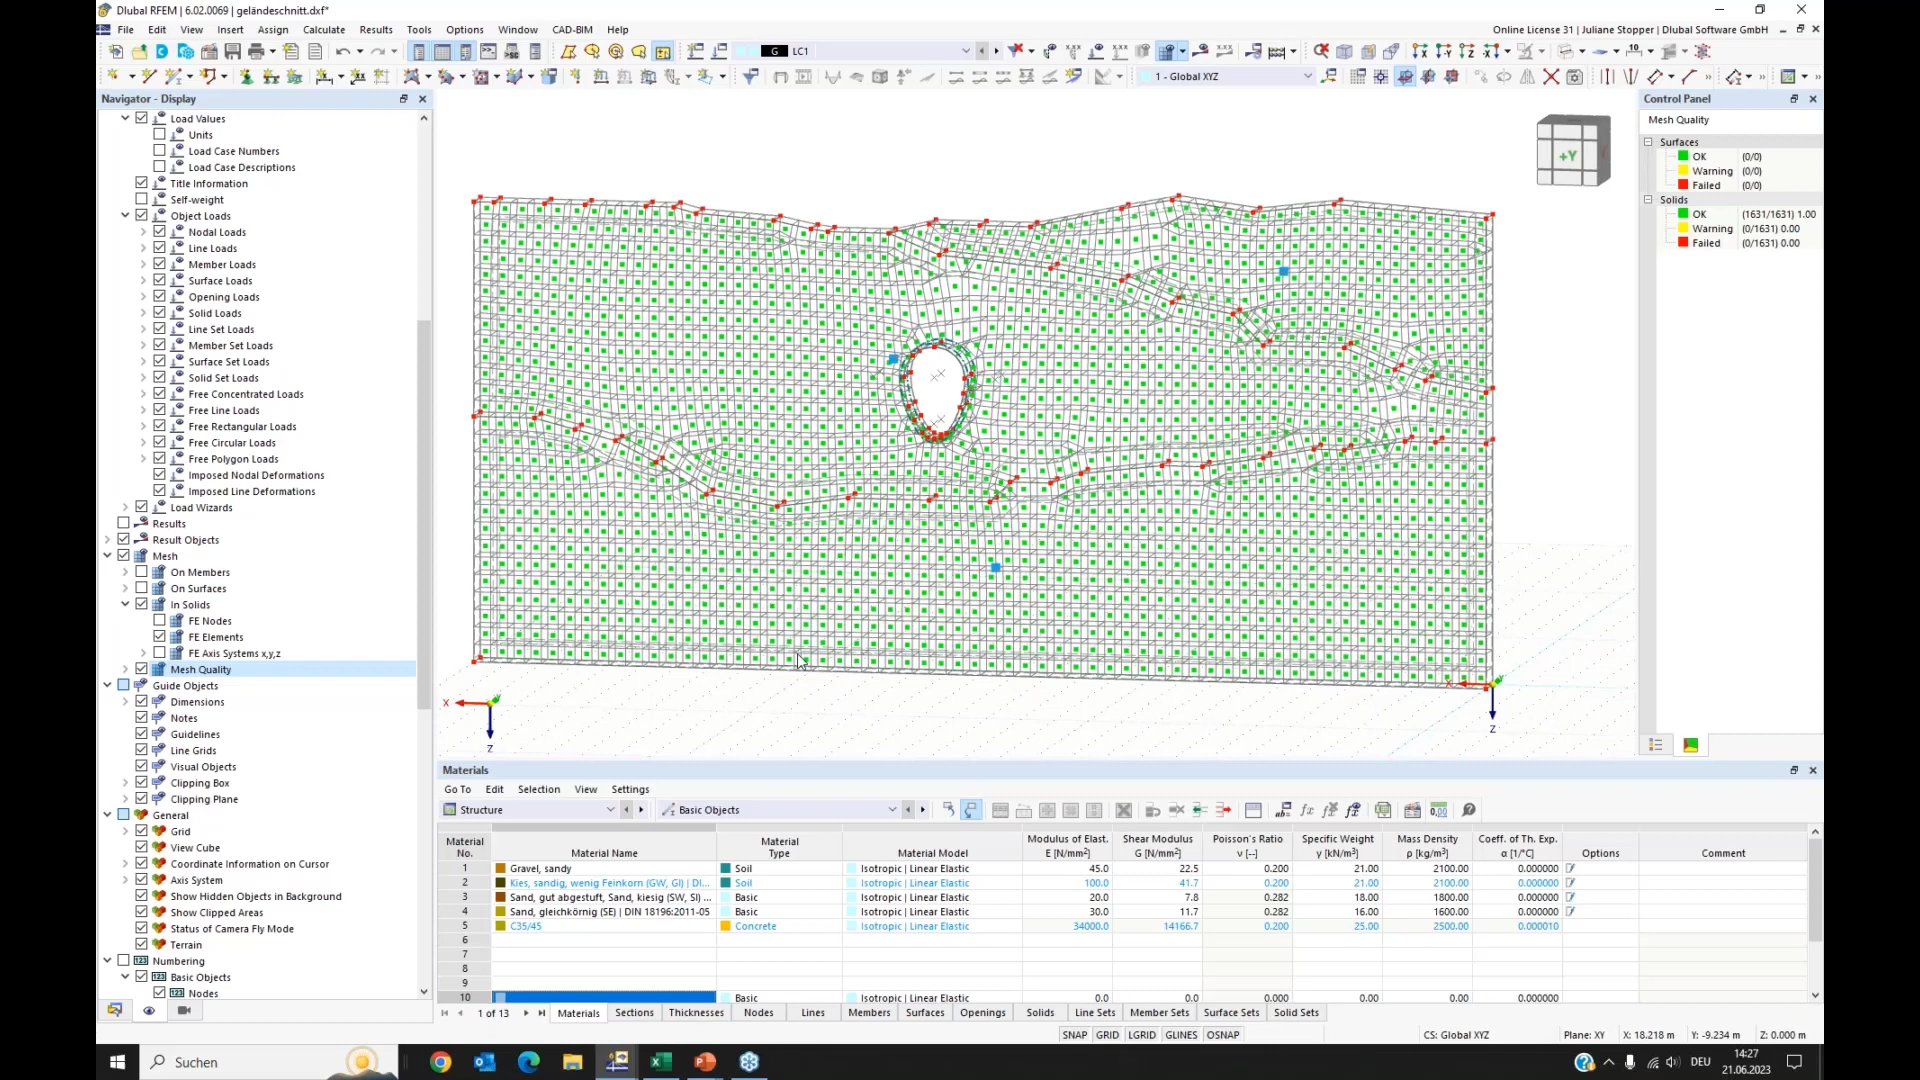 Dlubal RFEM | 6.02.0069 | geländeschnitt.dxf*
File Edit View Insert Assign Calculate Results Tools Options Window CAD-BIM Help
Online License 31 | Juliane Stopper | Dlubal Software GmbH
G LC1
1 - Global XYZ
Navigator - Display
Load Values
Units
Load Case Numbers
Load Case Descriptions
Title Information
Self-weight
Object Loads
Nodal Loads
Line Loads
Member Loads
Surface Loads
Opening Loads
Solid Loads
Line Set Loads
Member Set Loads
Surface Set Loads
Solid Set Loads
Free Concentrated Loads
Free Line Loads
Free Rectangular Loads
Free Circular Loads
Free Polygon Loads
Imposed Nodal Deformations
Imposed Line Deformations
Load Wizards
Results
Result Objects
Mesh
On Members
On Surfaces
In Solids
FE Nodes
FE Elements
FE Axis Systems x,y,z
Mesh Quality
Guide Objects
Dimensions
Notes
Guidelines
Line Grids
Visual Objects
Clipping Box
Clipping Plane
General
Grid
View Cube
Coordinate Information on Cursor
Axis System
Show Hidden Objects in Background
Show Clipped Areas
Status of Camera Fly Mode
Terrain
Numbering
Basic Objects
Nodes
+Y
X
Z
Z
Control Panel
Mesh Quality
Surfaces
OK (0/0)
Warning (0/0)
Failed (0/0)
Solids
OK (1631/1631) 1.00
Warning (0/1631) 0.00
Failed (0/1631) 0.00
Materials
Go To Edit Selection View Settings
Structure Basic Objects
Material No. Material Name Material Type Material Model Modulus of Elast. E [N/mm²] Shear Modulus G [N/mm²] Poisson's Ratio ν [--] Specific Weight γ [kN/m³] Mass Density ρ [kg/m³] Coeff. of Th. Exp. α [1/°C] Options Comment
1 Gravel, sandy Soil Isotropic | Linear Elastic 45.0 22.5 0.200 21.00 2100.00 0.000000
2 Kies, sandig, wenig Feinkorn (GW, GI) | DI... Soil Isotropic | Linear Elastic 100.0 41.7 0.200 21.00 2100.00 0.000000
3 Sand, gut abgestuft, Sand, kiesig (SW, SI) ... Basic Isotropic | Linear Elastic 20.0 7.8 0.282 18.00 1800.00 0.000000
4 Sand, gleichkörnig (SE) | DIN 18196:2011-05 Basic Isotropic | Linear Elastic 30.0 11.7 0.282 16.00 1600.00 0.000000
5 C35/45 Concrete Isotropic | Linear Elastic 34000.0 14166.7 0.200 25.00 2500.00 0.000010
6
7
8
9
10 Basic Isotropic | Linear Elastic 0.0 0.0 0.000 0.00 0.00 0.000000
1 of 13 Materials Sections Thicknesses Nodes Lines Members Surfaces Openings Solids Line Sets Member Sets Surface Sets Solid Sets
SNAP GRID LGRID GLINES OSNAP CS: Global XYZ Plane: XY X: 18.218 m Y: -9.234 m Z: 0.000 m
Suchen
DEU
14:27
21.06.2023